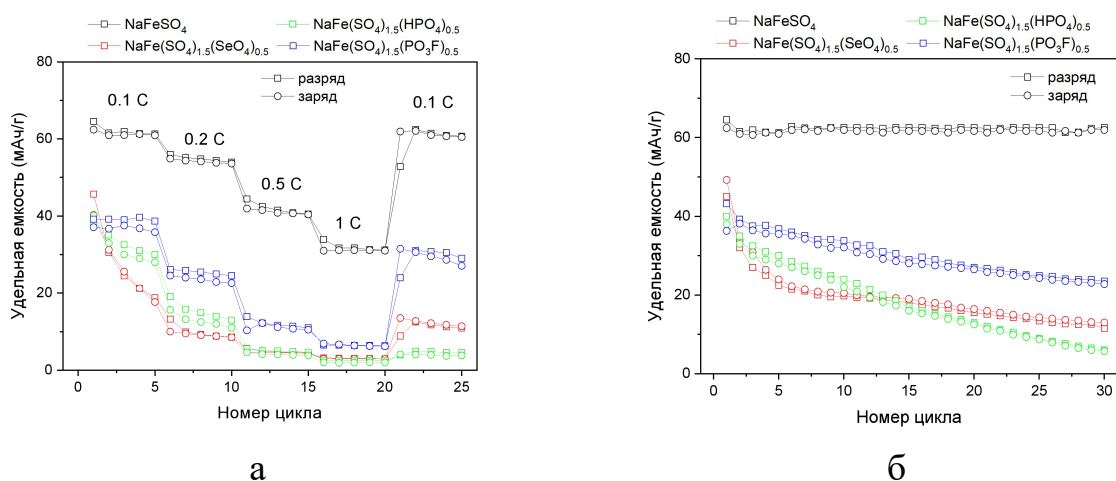 NaFeSO₄ NaFe(SO₄)₁.₅(HPO₄)₀.₅
NaFe(SO₄)₁.₅(SeO₄)₀.₅ NaFe(SO₄)₁.₅(PO₃F)₀.₅
разряд
заряд
0.1 C
0.2 C
0.5 C
1 C
0.1 C
Удельная емкость (мАч/г)
80
60
40
20
0
0 5 10 15 20 25
Номер цикла
а
NaFeSO₄ NaFe(SO₄)₁.₅(HPO₄)₀.₅
NaFe(SO₄)₁.₅(SeO₄)₀.₅ NaFe(SO₄)₁.₅(PO₃F)₀.₅
разряд
заряд
Удельная емкость (мАч/г)
80
60
40
20
0
0 5 10 15 20 25 30
Номер цикла
б